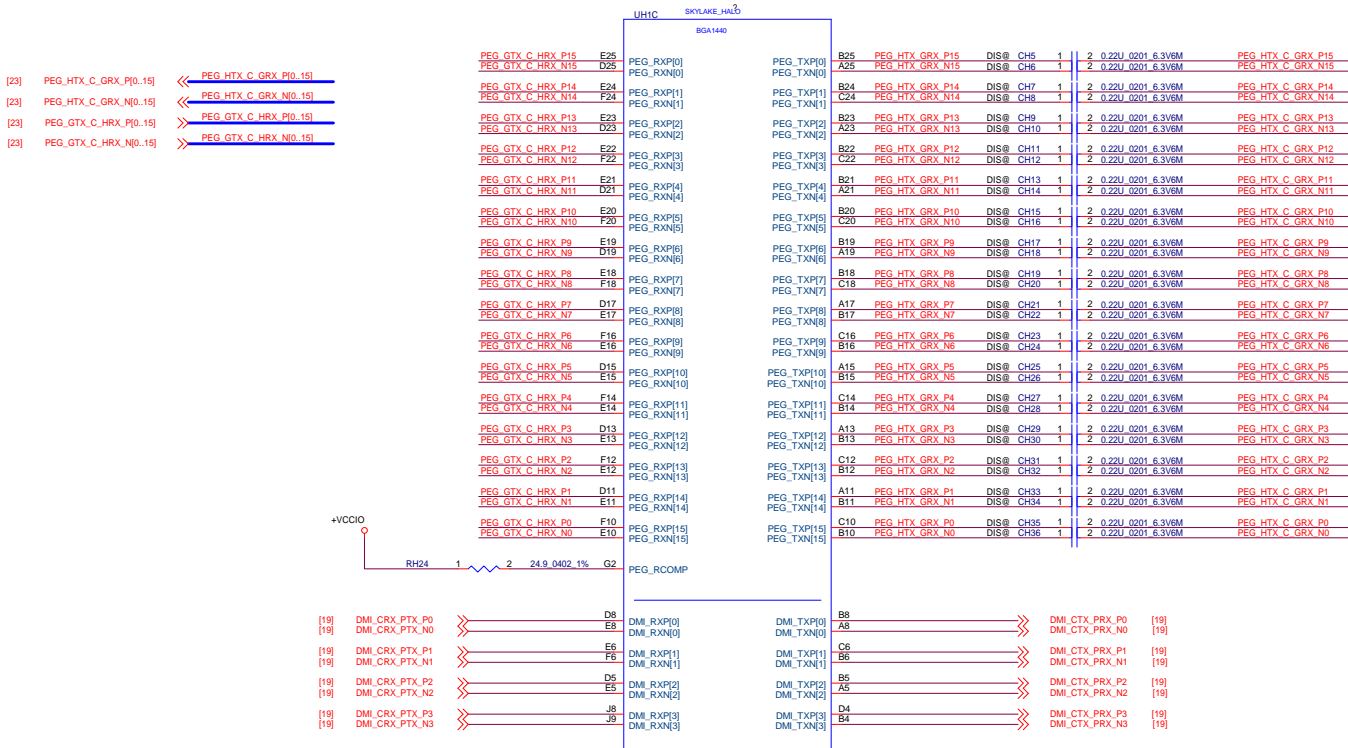 UH1C SKYLAKE_HALO ?
BGA1440
[23] PEG_HTX_C_GRX_P[0..15] PEG_HTX_C_GRX_P[0..15]
[23] PEG_HTX_C_GRX_N[0..15] PEG_HTX_C_GRX_N[0..15]
[23] PEG_GTX_C_HRX_P[0..15] PEG_GTX_C_HRX_P[0..15]
[23] PEG_GTX_C_HRX_N[0..15] PEG_GTX_C_HRX_N[0..15]
PEG_GTX_C_HRX_P15 E25 PEG_RXP[0] PEG_TXP[0] B25 PEG_HTX_GRX_P15 DIS@ CH5 1 2 0.22U_0201_6.3V6M PEG_HTX_C_GRX_P15
PEG_GTX_C_HRX_N15 D25 PEG_RXN[0] PEG_TXN[0] A25 PEG_HTX_GRX_N15 DIS@ CH6 1 2 0.22U_0201_6.3V6M PEG_HTX_C_GRX_N15
PEG_GTX_C_HRX_P14 E24 PEG_RXP[1] PEG_TXP[1] B24 PEG_HTX_GRX_P14 DIS@ CH7 1 2 0.22U_0201_6.3V6M PEG_HTX_C_GRX_P14
PEG_GTX_C_HRX_N14 F24 PEG_RXN[1] PEG_TXN[1] C24 PEG_HTX_GRX_N14 DIS@ CH8 1 2 0.22U_0201_6.3V6M PEG_HTX_C_GRX_N14
PEG_GTX_C_HRX_P13 E23 PEG_RXP[2] PEG_TXP[2] B23 PEG_HTX_GRX_P13 DIS@ CH9 1 2 0.22U_0201_6.3V6M PEG_HTX_C_GRX_P13
PEG_GTX_C_HRX_N13 D23 PEG_RXN[2] PEG_TXN[2] A23 PEG_HTX_GRX_N13 DIS@ CH10 1 2 0.22U_0201_6.3V6M PEG_HTX_C_GRX_N13
PEG_GTX_C_HRX_P12 E22 PEG_RXP[3] PEG_TXP[3] B22 PEG_HTX_GRX_P12 DIS@ CH11 1 2 0.22U_0201_6.3V6M PEG_HTX_C_GRX_P12
PEG_GTX_C_HRX_N12 F22 PEG_RXN[3] PEG_TXN[3] C22 PEG_HTX_GRX_N12 DIS@ CH12 1 2 0.22U_0201_6.3V6M PEG_HTX_C_GRX_N12
PEG_GTX_C_HRX_P11 E21 PEG_RXP[4] PEG_TXP[4] B21 PEG_HTX_GRX_P11 DIS@ CH13 1 2 0.22U_0201_6.3V6M PEG_HTX_C_GRX_P11
PEG_GTX_C_HRX_N11 D21 PEG_RXN[4] PEG_TXN[4] A21 PEG_HTX_GRX_N11 DIS@ CH14 1 2 0.22U_0201_6.3V6M PEG_HTX_C_GRX_N11
PEG_GTX_C_HRX_P10 E20 PEG_RXP[5] PEG_TXP[5] B20 PEG_HTX_GRX_P10 DIS@ CH15 1 2 0.22U_0201_6.3V6M PEG_HTX_C_GRX_P10
PEG_GTX_C_HRX_N10 F20 PEG_RXN[5] PEG_TXN[5] C20 PEG_HTX_GRX_N10 DIS@ CH16 1 2 0.22U_0201_6.3V6M PEG_HTX_C_GRX_N10
PEG_GTX_C_HRX_P9 E19 PEG_RXP[6] PEG_TXP[6] B19 PEG_HTX_GRX_P9 DIS@ CH17 1 2 0.22U_0201_6.3V6M PEG_HTX_C_GRX_P9
PEG_GTX_C_HRX_N9 D19 PEG_RXN[6] PEG_TXN[6] A19 PEG_HTX_GRX_N9 DIS@ CH18 1 2 0.22U_0201_6.3V6M PEG_HTX_C_GRX_N9
PEG_GTX_C_HRX_P8 E18 PEG_RXP[7] PEG_TXP[7] B18 PEG_HTX_GRX_P8 DIS@ CH19 1 2 0.22U_0201_6.3V6M PEG_HTX_C_GRX_P8
PEG_GTX_C_HRX_N8 F18 PEG_RXN[7] PEG_TXN[7] C18 PEG_HTX_GRX_N8 DIS@ CH20 1 2 0.22U_0201_6.3V6M PEG_HTX_C_GRX_N8
PEG_GTX_C_HRX_P7 D17 PEG_RXP[8] PEG_TXP[8] A17 PEG_HTX_GRX_P7 DIS@ CH21 1 2 0.22U_0201_6.3V6M PEG_HTX_C_GRX_P7
PEG_GTX_C_HRX_N7 E17 PEG_RXN[8] PEG_TXN[8] B17 PEG_HTX_GRX_N7 DIS@ CH22 1 2 0.22U_0201_6.3V6M PEG_HTX_C_GRX_N7
PEG_GTX_C_HRX_P6 F16 PEG_RXP[9] PEG_TXP[9] C16 PEG_HTX_GRX_P6 DIS@ CH23 1 2 0.22U_0201_6.3V6M PEG_HTX_C_GRX_P6
PEG_GTX_C_HRX_N6 E16 PEG_RXN[9] PEG_TXN[9] B16 PEG_HTX_GRX_N6 DIS@ CH24 1 2 0.22U_0201_6.3V6M PEG_HTX_C_GRX_N6
PEG_GTX_C_HRX_P5 D15 PEG_RXP[10] PEG_TXP[10] A15 PEG_HTX_GRX_P5 DIS@ CH25 1 2 0.22U_0201_6.3V6M PEG_HTX_C_GRX_P5
PEG_GTX_C_HRX_N5 E15 PEG_RXN[10] PEG_TXN[10] B15 PEG_HTX_GRX_N5 DIS@ CH26 1 2 0.22U_0201_6.3V6M PEG_HTX_C_GRX_N5
PEG_GTX_C_HRX_P4 F14 PEG_RXP[11] PEG_TXP[11] C14 PEG_HTX_GRX_P4 DIS@ CH27 1 2 0.22U_0201_6.3V6M PEG_HTX_C_GRX_P4
PEG_GTX_C_HRX_N4 E14 PEG_RXN[11] PEG_TXN[11] B14 PEG_HTX_GRX_N4 DIS@ CH28 1 2 0.22U_0201_6.3V6M PEG_HTX_C_GRX_N4
PEG_GTX_C_HRX_P3 D13 PEG_RXP[12] PEG_TXP[12] A13 PEG_HTX_GRX_P3 DIS@ CH29 1 2 0.22U_0201_6.3V6M PEG_HTX_C_GRX_P3
PEG_GTX_C_HRX_N3 E13 PEG_RXN[12] PEG_TXN[12] B13 PEG_HTX_GRX_N3 DIS@ CH30 1 2 0.22U_0201_6.3V6M PEG_HTX_C_GRX_N3
PEG_GTX_C_HRX_P2 F12 PEG_RXP[13] PEG_TXP[13] C12 PEG_HTX_GRX_P2 DIS@ CH31 1 2 0.22U_0201_6.3V6M PEG_HTX_C_GRX_P2
PEG_GTX_C_HRX_N2 E12 PEG_RXN[13] PEG_TXN[13] B12 PEG_HTX_GRX_N2 DIS@ CH32 1 2 0.22U_0201_6.3V6M PEG_HTX_C_GRX_N2
PEG_GTX_C_HRX_P1 D11 PEG_RXP[14] PEG_TXP[14] A11 PEG_HTX_GRX_P1 DIS@ CH33 1 2 0.22U_0201_6.3V6M PEG_HTX_C_GRX_P1
PEG_GTX_C_HRX_N1 E11 PEG_RXN[14] PEG_TXN[14] B11 PEG_HTX_GRX_N1 DIS@ CH34 1 2 0.22U_0201_6.3V6M PEG_HTX_C_GRX_N1
PEG_GTX_C_HRX_P0 F10 PEG_RXP[15] PEG_TXP[15] C10 PEG_HTX_GRX_P0 DIS@ CH35 1 2 0.22U_0201_6.3V6M PEG_HTX_C_GRX_P0
PEG_GTX_C_HRX_N0 E10 PEG_RXN[15] PEG_TXN[15] B10 PEG_HTX_GRX_N0 DIS@ CH36 1 2 0.22U_0201_6.3V6M PEG_HTX_C_GRX_N0
+VCCIO
RH24 1 2 24.9_0402_1% G2 PEG_RCOMP
[19] DMI_CRX_PTX_P0 D8 DMI_RXP[0] DMI_TXP[0] B8 DMI_CTX_PRX_P0 [19]
[19] DMI_CRX_PTX_N0 E8 DMI_RXN[0] DMI_TXN[0] A8 DMI_CTX_PRX_N0 [19]
[19] DMI_CRX_PTX_P1 E6 DMI_RXP[1] DMI_TXP[1] C6 DMI_CTX_PRX_P1 [19]
[19] DMI_CRX_PTX_N1 F6 DMI_RXN[1] DMI_TXN[1] B6 DMI_CTX_PRX_N1 [19]
[19] DMI_CRX_PTX_P2 D5 DMI_RXP[2] DMI_TXP[2] B5 DMI_CTX_PRX_P2 [19]
[19] DMI_CRX_PTX_N2 E5 DMI_RXN[2] DMI_TXN[2] A5 DMI_CTX_PRX_N2 [19]
[19] DMI_CRX_PTX_P3 J8 DMI_RXP[3] DMI_TXP[3] D4 DMI_CTX_PRX_P3 [19]
[19] DMI_CRX_PTX_N3 J9 DMI_RXN[3] DMI_TXN[3] B4 DMI_CTX_PRX_N3 [19]